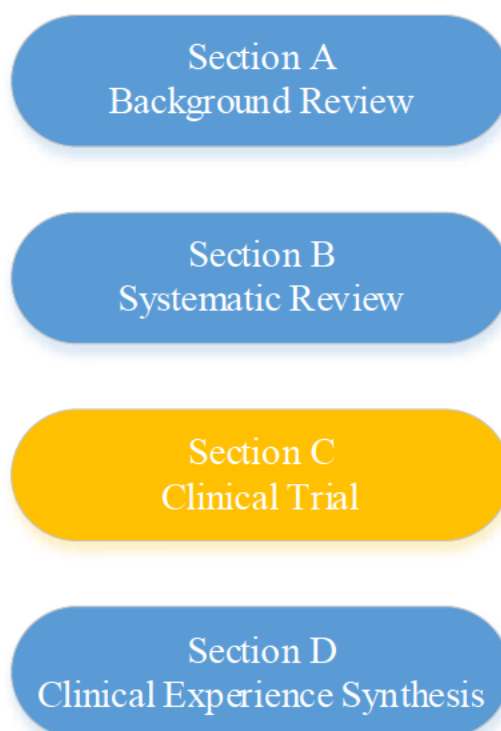 Section A
Background Review
Section B
Systematic Review
Section C
Clinical Trial
Section D
Clinical Experience Synthesis